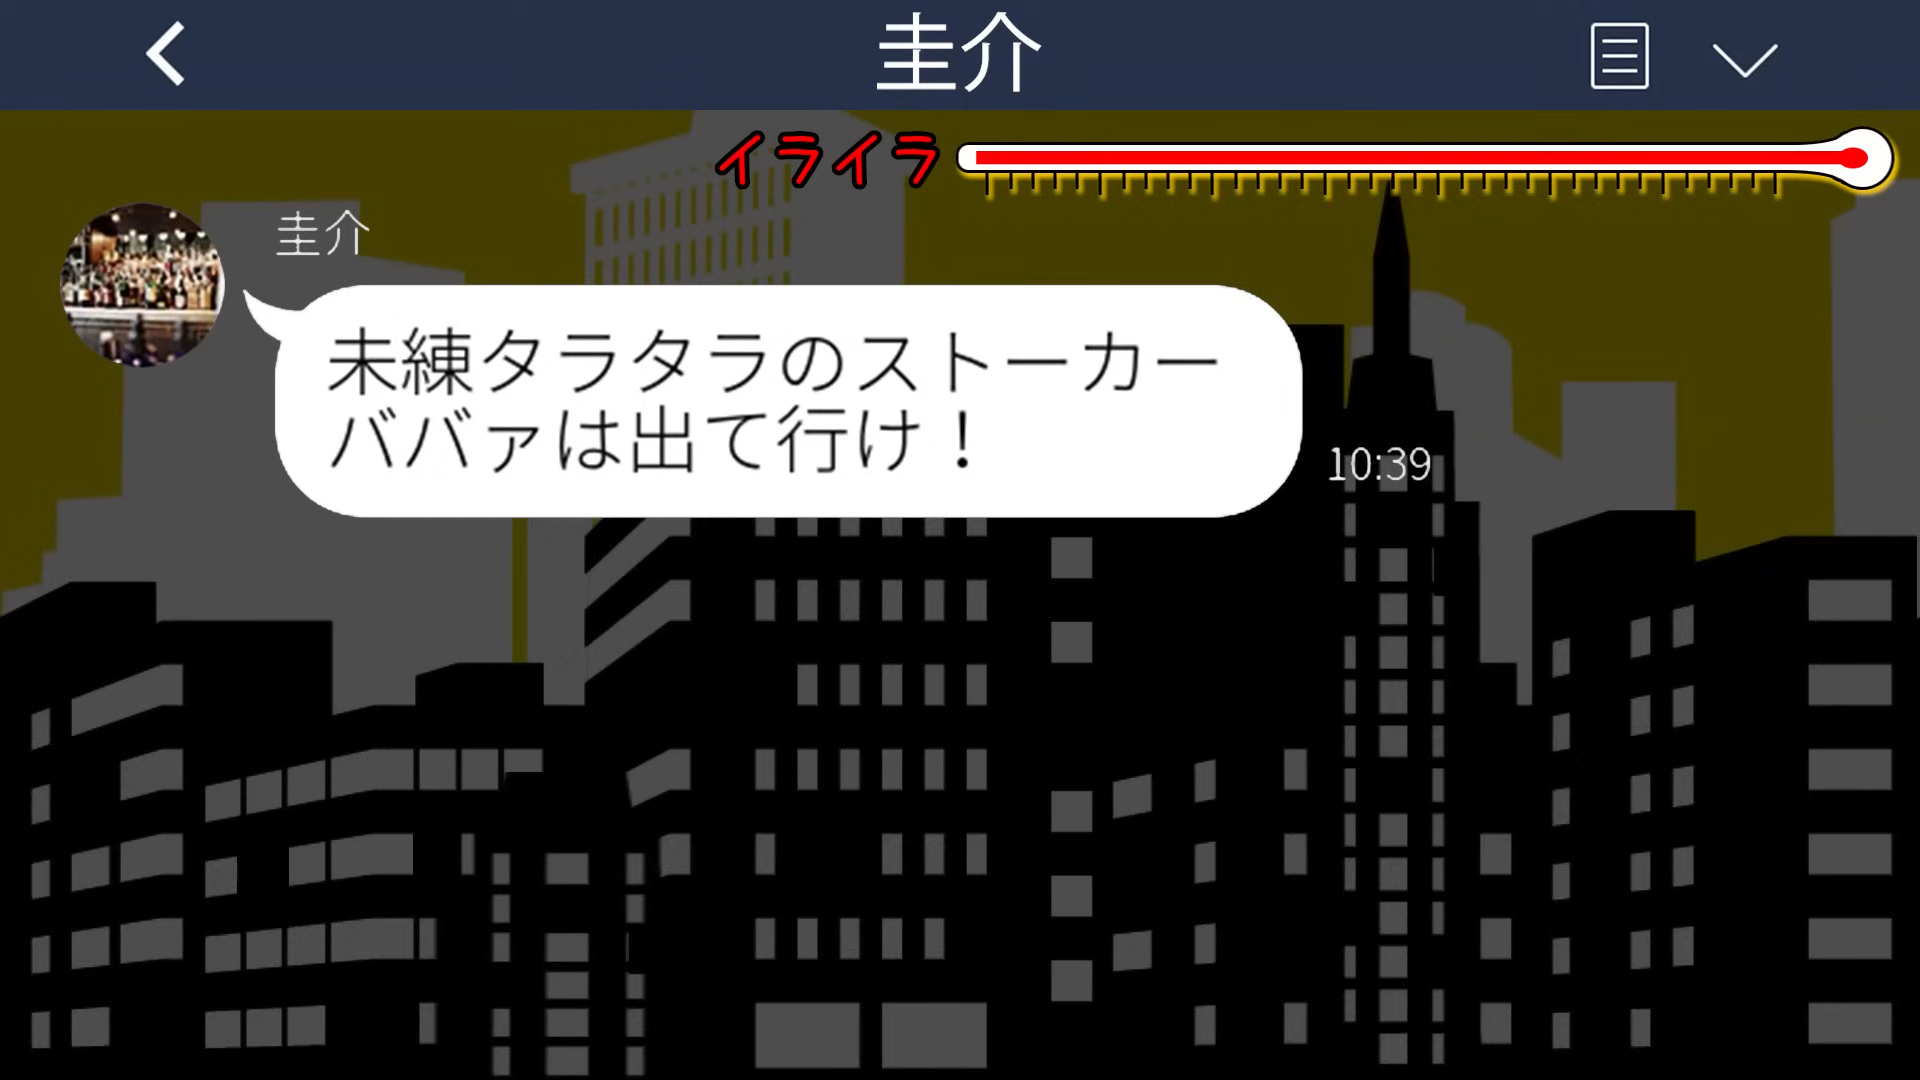 圭介
イライラ
圭介
未練タラタラのストーカー
ババァは出て行け！
10:39